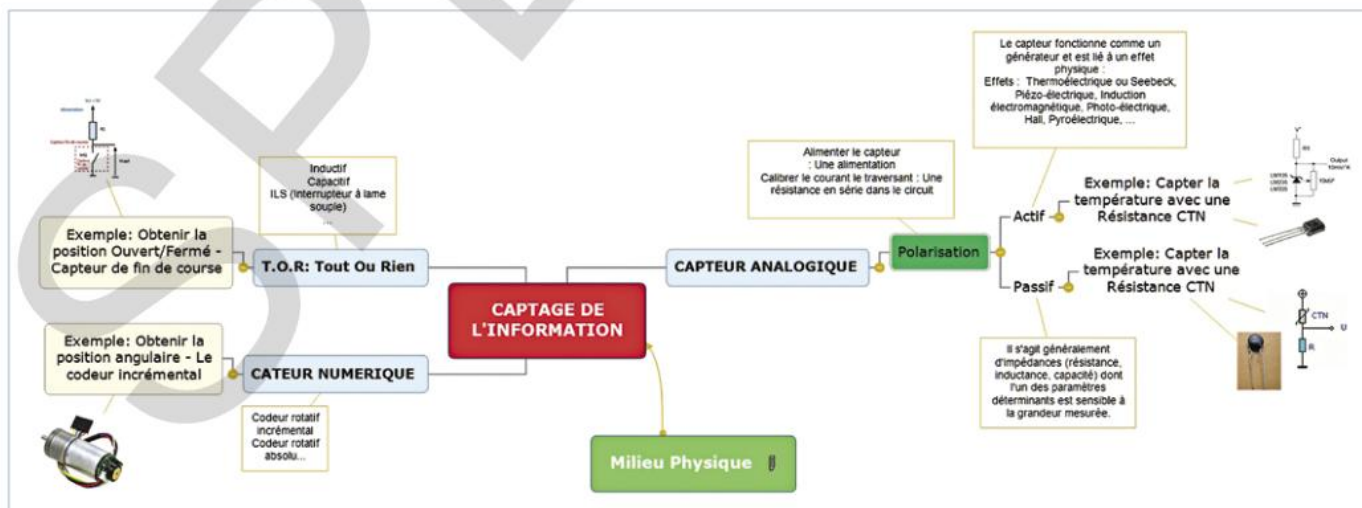 Le capteur fonctionne comme un
générateur et est lié à un effet
physique :
Effets : Thermoélectrique ou Seebeck,
Piézo-électrique, Induction
électromagnétique, Photo-électrique,
Hall, Pyroélectrique, ...
Inductif
Capacitif
ILS (Interrupteur à lame
souple)
....
Alimenter le capteur
: Une alimentation
Calibrer le courant le traversant : Une
résistance en série dans le circuit
Output
10mV/°K
LM135
LM235
LM335
Exemple: Capter la
température avec une
Résistance CTN
Actif
Exemple: Obtenir la
position Ouvert/Fermé -
Capteur de fin de course
T.O.R: Tout Ou Rien
CAPTEUR ANALOGIQUE
Polarisation
Exemple: Capter la
température avec une
Résistance CTN
Passif
CAPTAGE DE
L'INFORMATION
CTN
U
R
Exemple: Obtenir la
position angulaire - Le
codeur incrémental
CATEUR NUMERIQUE
Il s'agit généralement
d'impédances (résistance,
inductance, capacité) dont
l'un des paramètres
déterminants est sensible à
la grandeur mesurée.
Codeur rotatif
incrémental
Codeur rotatif
absolu...
Milieu Physique